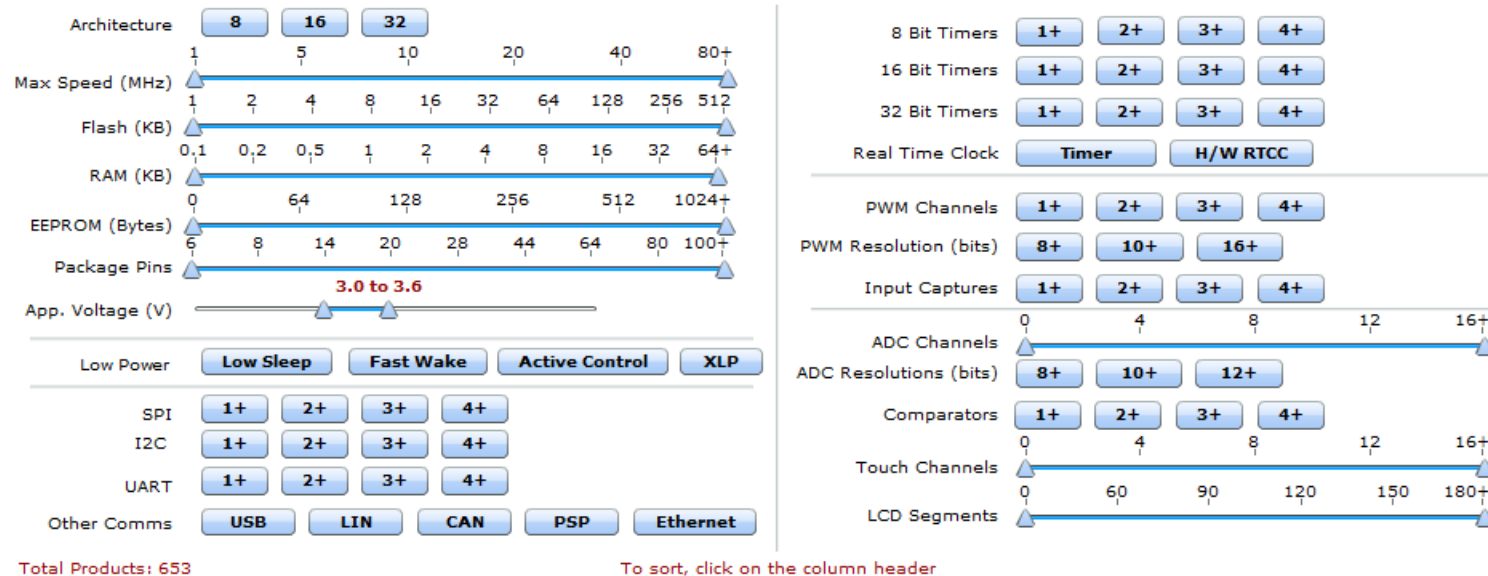 Architecture 8 16 32
1 5 10 20 40 80+
Max Speed (MHz)
1 2 4 8 16 32 64 128 256 512
Flash (KB)
0.1 0.2 0.5 1 2 4 8 16 32 64+
RAM (KB)
0 64 128 256 512 1024+
EEPROM (Bytes)
6 8 14 20 28 44 64 80 100+
Package Pins
3.0 to 3.6
App. Voltage (V)
Low Power Low Sleep Fast Wake Active Control XLP
SPI 1+ 2+ 3+ 4+
I2C 1+ 2+ 3+ 4+
UART 1+ 2+ 3+ 4+
Other Comms USB LIN CAN PSP Ethernet
8 Bit Timers 1+ 2+ 3+ 4+
16 Bit Timers 1+ 2+ 3+ 4+
32 Bit Timers 1+ 2+ 3+ 4+
Real Time Clock Timer H/W RTCC
PWM Channels 1+ 2+ 3+ 4+
PWM Resolution (bits) 8+ 10+ 16+
Input Captures 1+ 2+ 3+ 4+
0 4 8 12 16+
ADC Channels
ADC Resolutions (bits) 8+ 10+ 12+
Comparators 1+ 2+ 3+ 4+
0 4 8 12 16+
Touch Channels
0 60 90 120 150 180+
LCD Segments
Total Products: 653 To sort, click on the column header